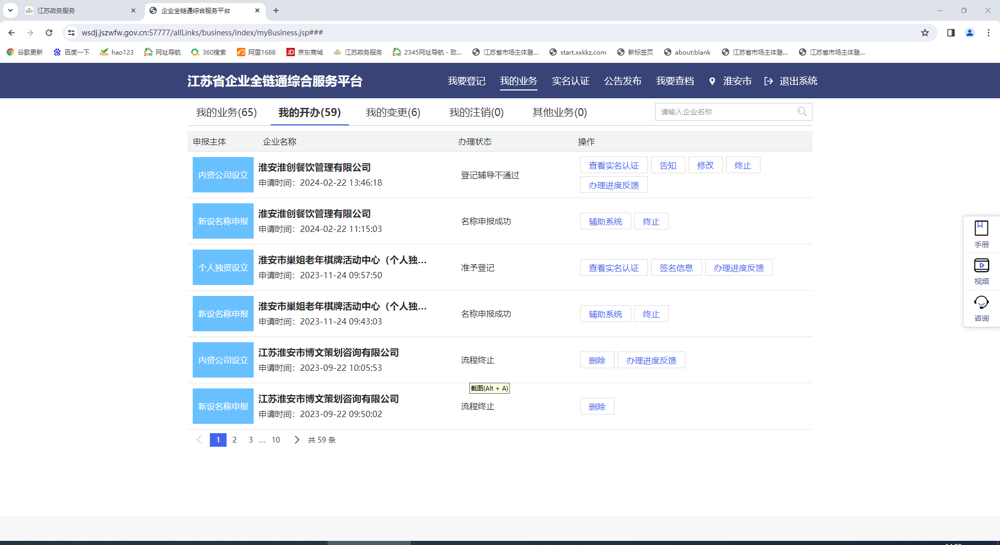 江苏政务服务
企业全链通综合服务平台
wsdj.jszwfw.gov.cn:57777/allLinks/business/index/myBusiness.jsp###
谷歌更新 百度一下 hao123 网址导航 360搜索 阿里1688 京东商城 江苏政务服务 2345网址导航 - 致... 江苏省市场主体登... start.xxkkz.com 新标签页 about:blank 江苏省市场主体登... 江苏省市场主体登...
江苏省企业全链通综合服务平台
我要登记 我的业务 实名认证 公告发布 我要查档 淮安市 退出系统
我的业务(65) 我的开办(59) 我的变更(6) 我的注销(0) 其他业务(0) 请输入企业名称
申报主体 企业名称 办理状态 操作
内资公司设立
淮安淮创餐饮管理有限公司
申请时间：2024-02-22 13:46:18
登记辅导不通过
查看实名认证 告知 修改 终止
办理进度反馈
新设名称申报
淮安淮创餐饮管理有限公司
申请时间：2024-02-22 11:15:03
名称申报成功
辅助系统 终止
个人独资设立
淮安市巢姐老年棋牌活动中心（个人独...
申请时间：2023-11-24 09:57:50
准予登记
查看实名认证 签名信息 办理进度反馈
新设名称申报
淮安市巢姐老年棋牌活动中心（个人独...
申请时间：2023-11-24 09:43:03
名称申报成功
辅助系统 终止
内资公司设立
江苏淮安市博文策划咨询有限公司
申请时间：2023-09-22 10:05:53
流程终止
删除 办理进度反馈
截图(Alt + A)
新设名称申报
江苏淮安市博文策划咨询有限公司
申请时间：2023-09-22 09:50:02
流程终止
删除
1 2 3 ... 10 共 59 条
手册
视频
咨询